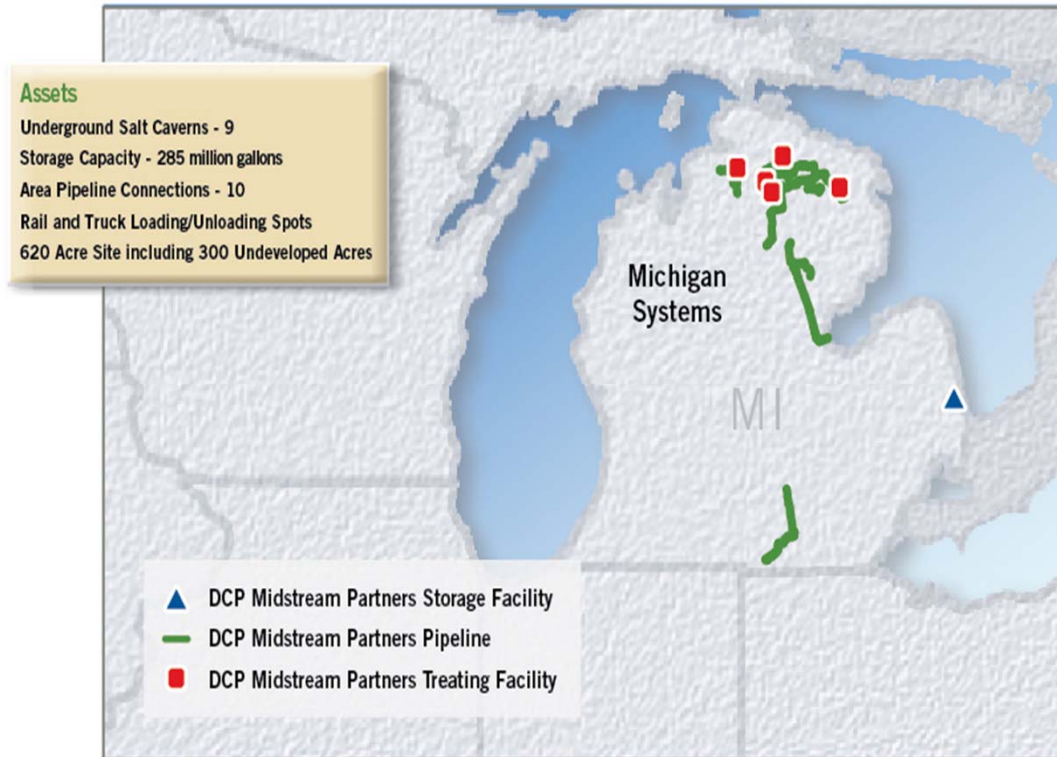 Assets
Underground Salt Caverns - 9
Storage Capacity - 285 million gallons
Area Pipeline Connections - 10
Rail and Truck Loading/Unloading Spots
620 Acre Site including 300 Undeveloped Acres
Michigan
Systems
MI
DCP Midstream Partners Storage Facility
DCP Midstream Partners Pipeline
DCP Midstream Partners Treating Facility